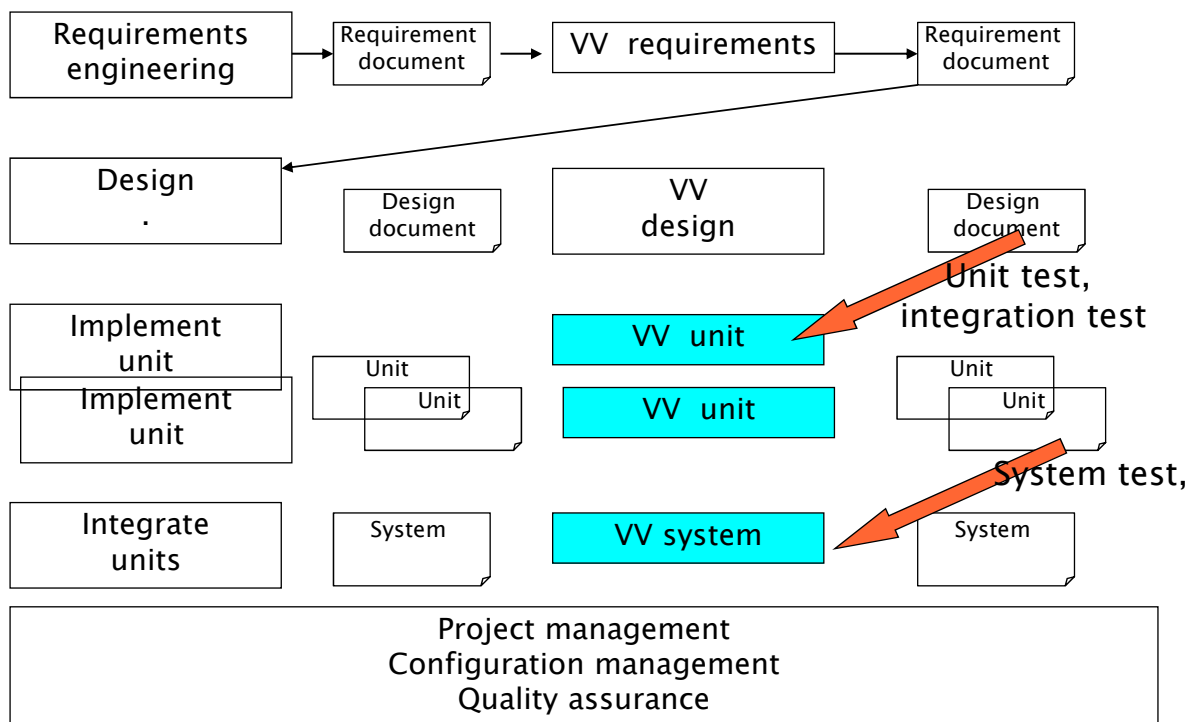 Requirements
engineering
Requirement
document
VV requirements
Requirement
document
Design
.
Design
document
VV
design
Design
document
Unit test,
integration test
Implement
unit
VV unit
Unit
Unit
Implement
unit
Unit
VV unit
Unit
System test,
Integrate
units
System
VV system
System
Project management
Configuration management
Quality assurance